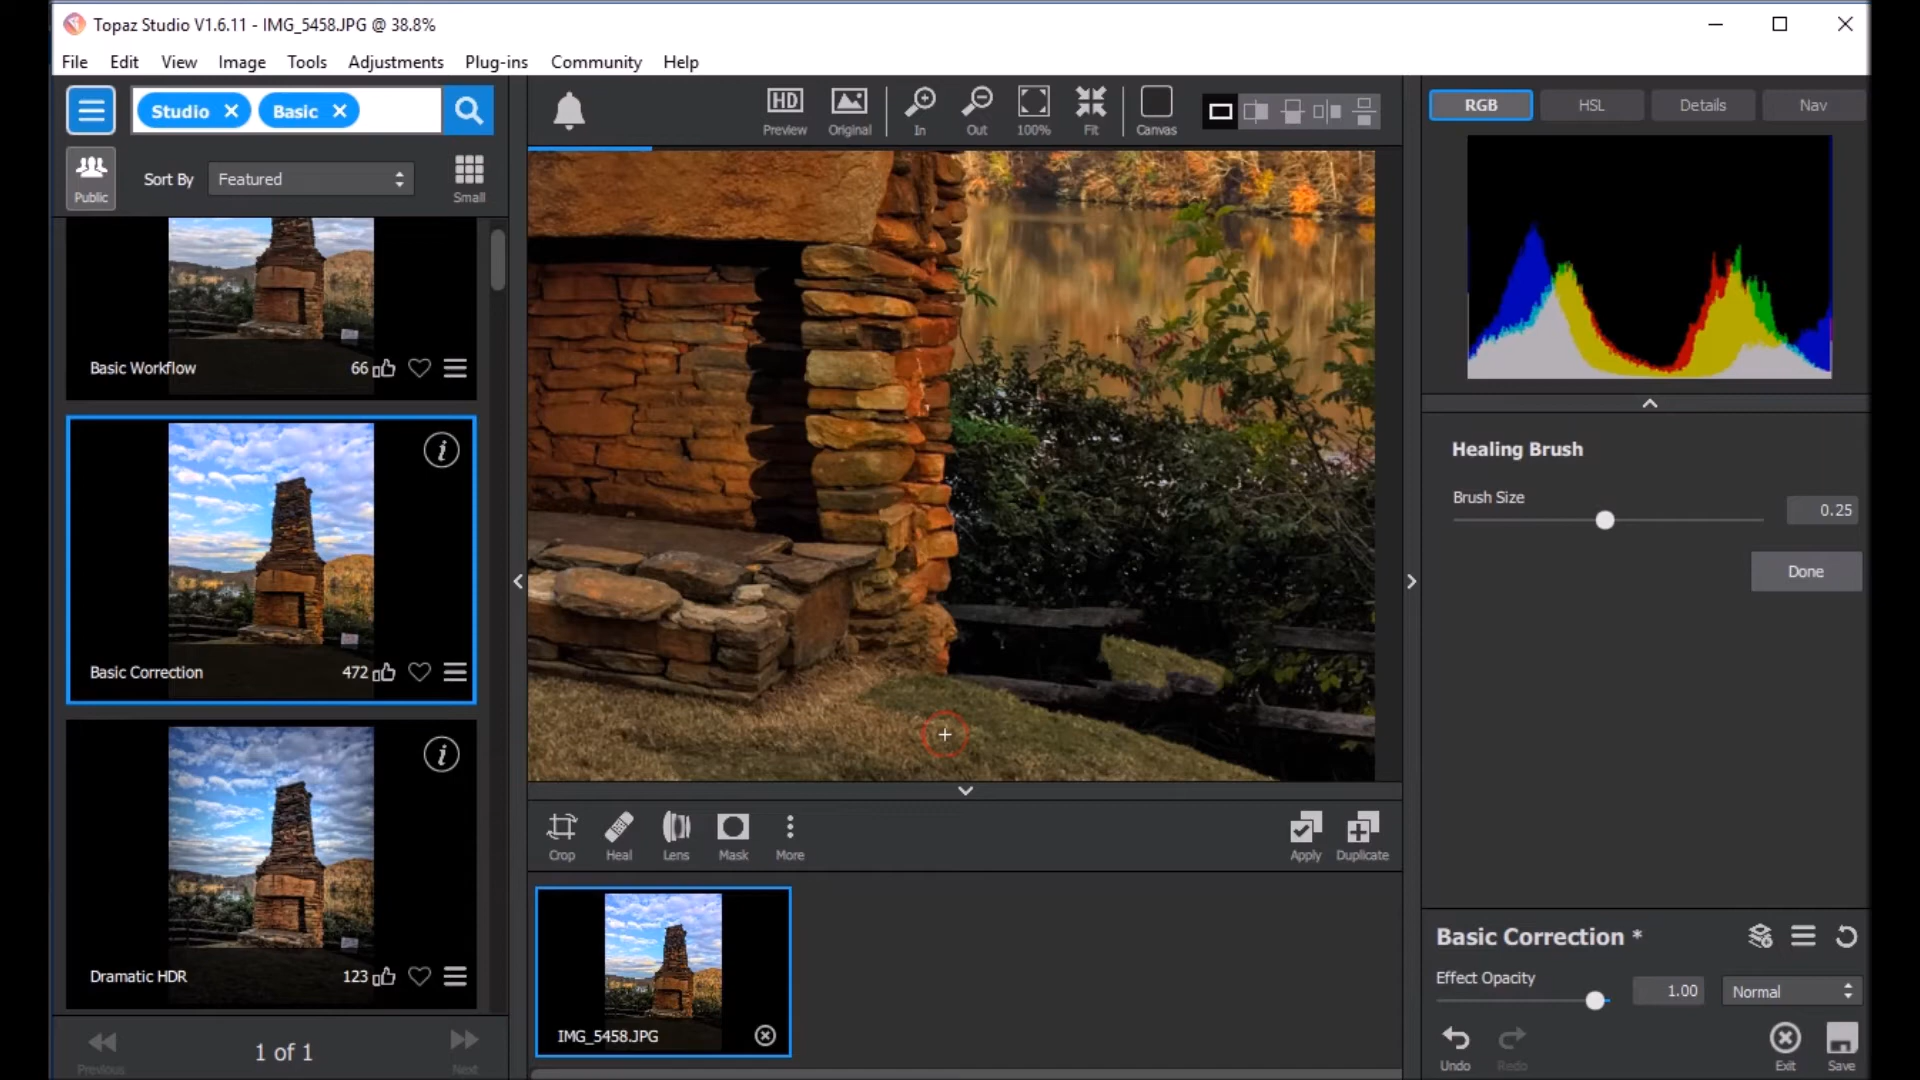 Topaz Studio V1.6.11 - IMG_5458.JPG @ 38.8%
File Edit View Image Tools Adjustments Plug-ins Community Help
Studio Basic
Public Sort By Featured Small
HD
Preview Original In Out 100% Fit Canvas
RGB HSL Details Nav
Basic Workflow 66
Basic Correction 472
Dramatic HDR 123
Previous 1 of 1 Next
Healing Brush
Brush Size
0.25
Done
Crop Heal Lens Mask More Apply Duplicate
IMG_5458.JPG
Basic Correction *
Effect Opacity
1.00 Normal
Undo Redo Exit Save